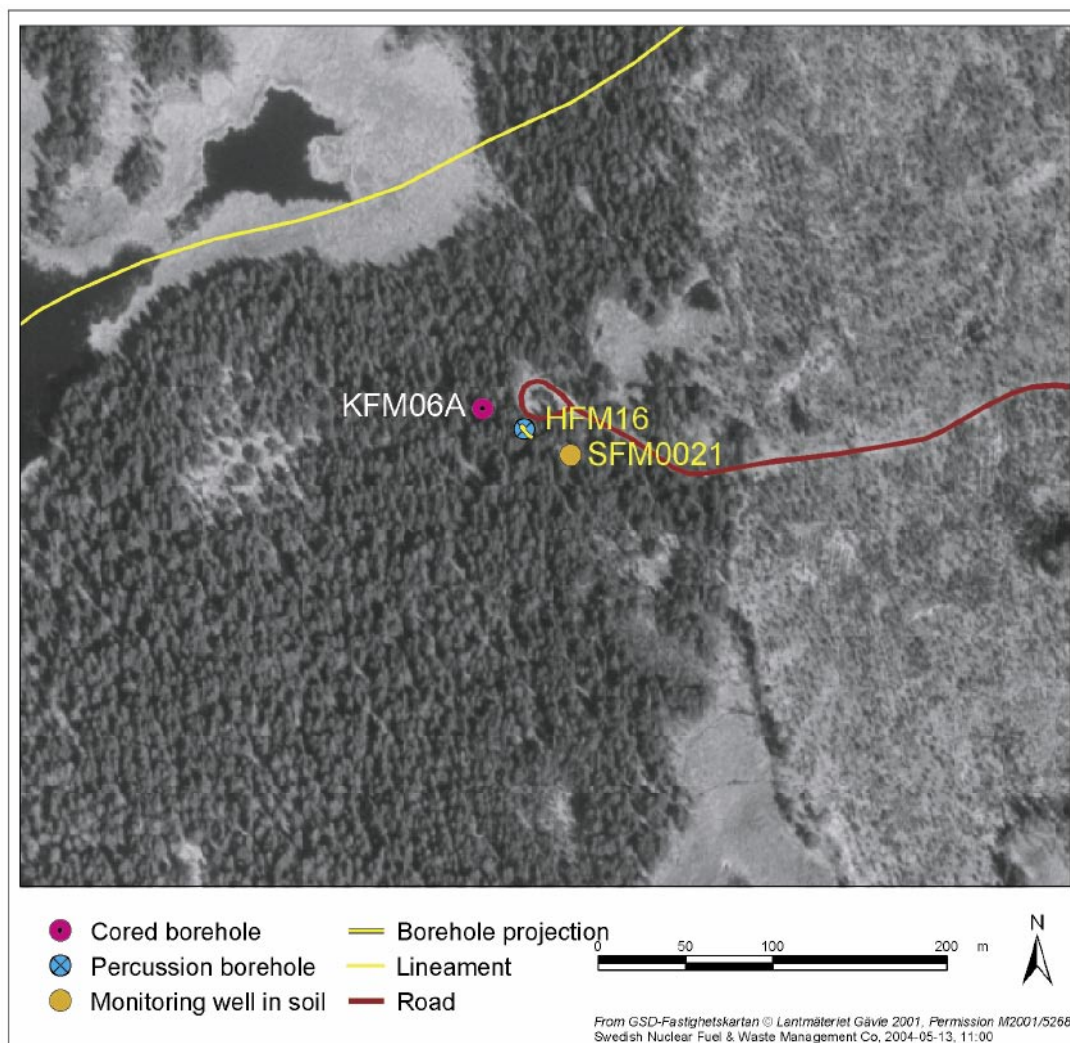 KFM06A
HFM16
SFM0021
Cored borehole
Percussion borehole
Monitoring well in soil
Borehole projection
Lineament
Road
0 50 100 200 m
N
From GSD-Fastighetskartan © Lantmäteriet Gävle 2001, Permission M2001/5268
Swedish Nuclear Fuel & Waste Management Co, 2004-05-13, 11:00